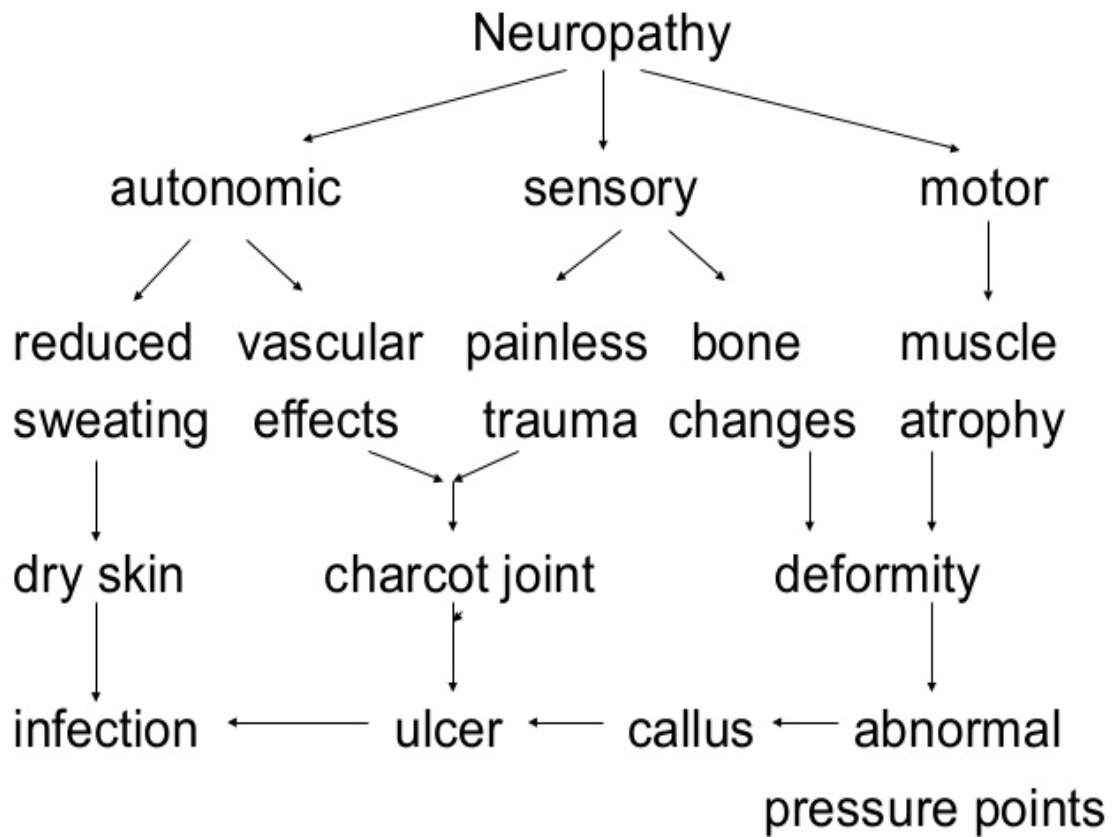 Neuropathy
autonomic sensory motor
reduced vascular painless bone muscle
sweating effects trauma changes atrophy
dry skin charcot joint deformity
infection ulcer callus abnormal
pressure points